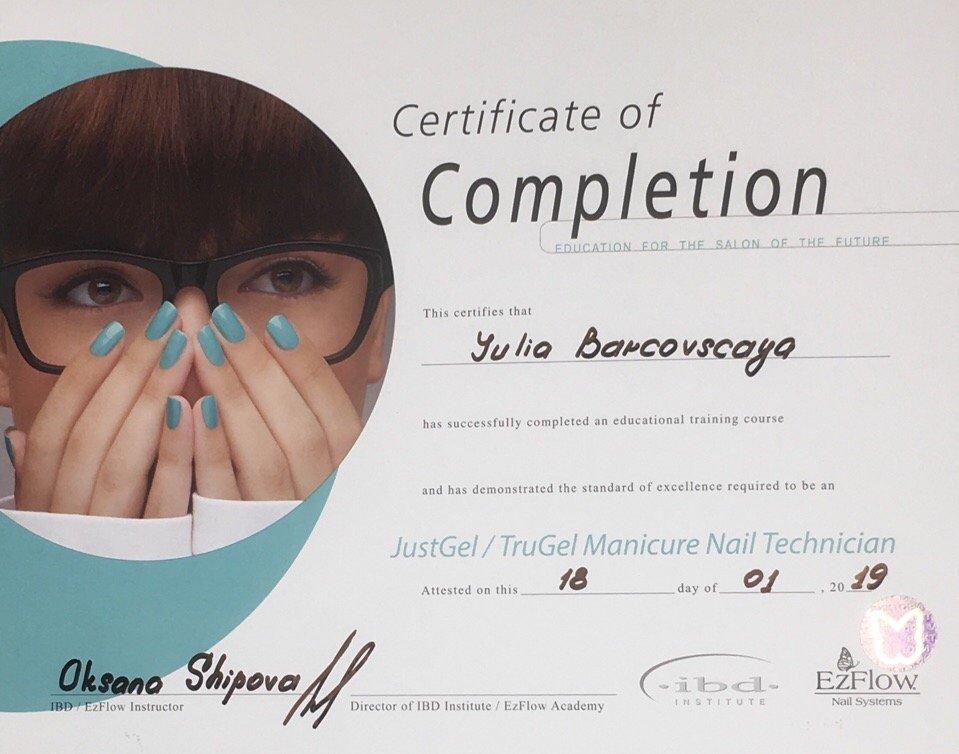 Certificate of
Completion
EDUCATION FOR THE SALON OF THE FUTURE
This certifies that
Yulia Barcovscaya
has successfully completed an educational training course
and has demonstrated the standard of excellence required to be an
JustGel / TruGel Manicure Nail Technician
Attested on this 18 day of 01 , 20 19
Oksana Shipova
IBD / EzFlow Instructor
Director of IBD Institute / EzFlow Academy
ibd
INSTITUTE
EzFlow
Nail Systems